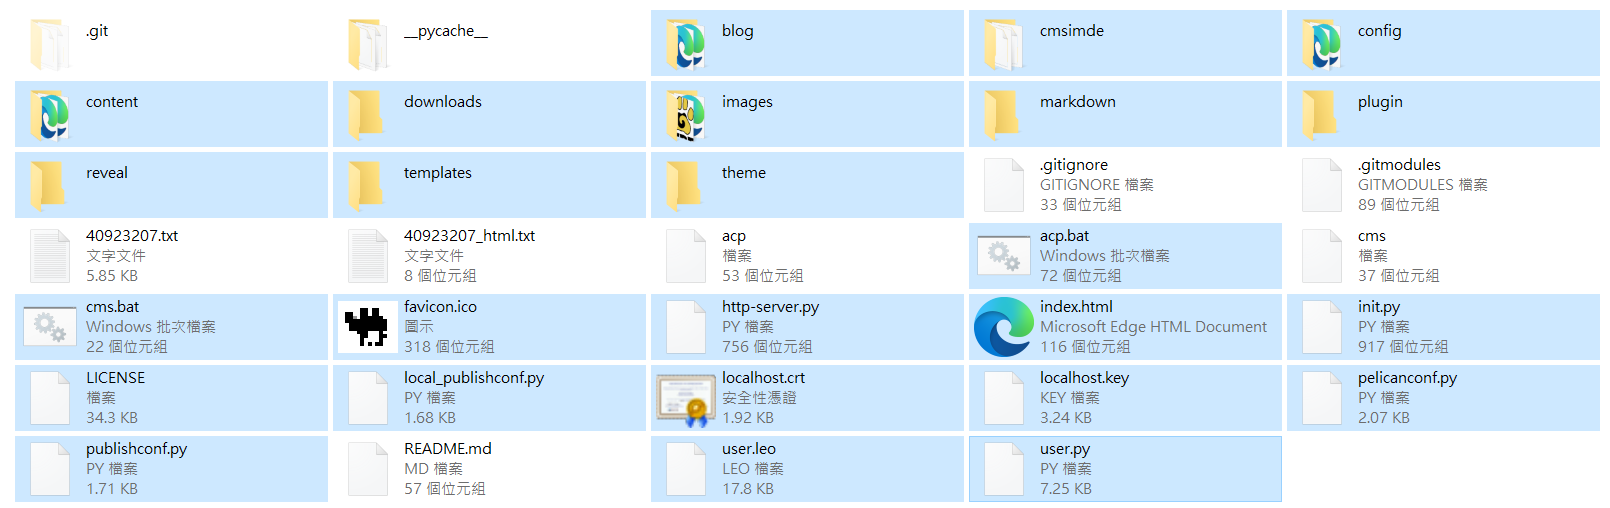 .git
__pycache__
blog
cmsimde
config
content
downloads
images
markdown
plugin
reveal
templates
theme
.gitignore
GITIGNORE 檔案
33 個位元組
.gitmodules
GITMODULES 檔案
89 個位元組
40923207.txt
文字文件
5.85 KB
40923207_html.txt
文字文件
8 個位元組
acp
檔案
53 個位元組
acp.bat
Windows 批次檔案
72 個位元組
cms
檔案
37 個位元組
cms.bat
Windows 批次檔案
22 個位元組
favicon.ico
圖示
318 個位元組
http-server.py
PY 檔案
756 個位元組
index.html
Microsoft Edge HTML Document
116 個位元組
init.py
PY 檔案
917 個位元組
LICENSE
檔案
34.3 KB
local_publishconf.py
PY 檔案
1.68 KB
localhost.crt
安全性憑證
1.92 KB
localhost.key
KEY 檔案
3.24 KB
pelicanconf.py
PY 檔案
2.07 KB
publishconf.py
PY 檔案
1.71 KB
README.md
MD 檔案
57 個位元組
user.leo
LEO 檔案
17.8 KB
user.py
PY 檔案
7.25 KB